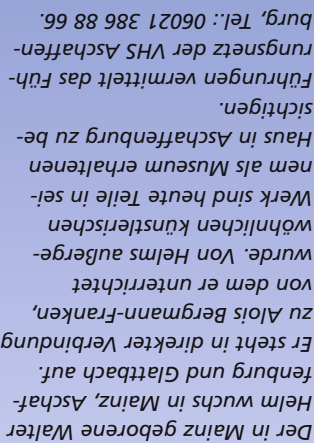 Der in Mainz geborene Walter
Helm wuchs in Mainz, Aschaf-
fenburg und Glattbach auf.
Er steht in direkter Verbindung
zu Alois Bergmann-Franken,
von dem er unterrichtet
wurde. Von Helms außerge-
wöhnlichen künstlerischen
Werk sind heute Teile in sei-
nem als Museum erhaltenen
Haus in Aschaffenburg zu be-
sichtigen.
Führungen vermittelt das Füh-
rungsnetz der VHS Aschaffen-
burg, Tel.: 06021 386 88 66.